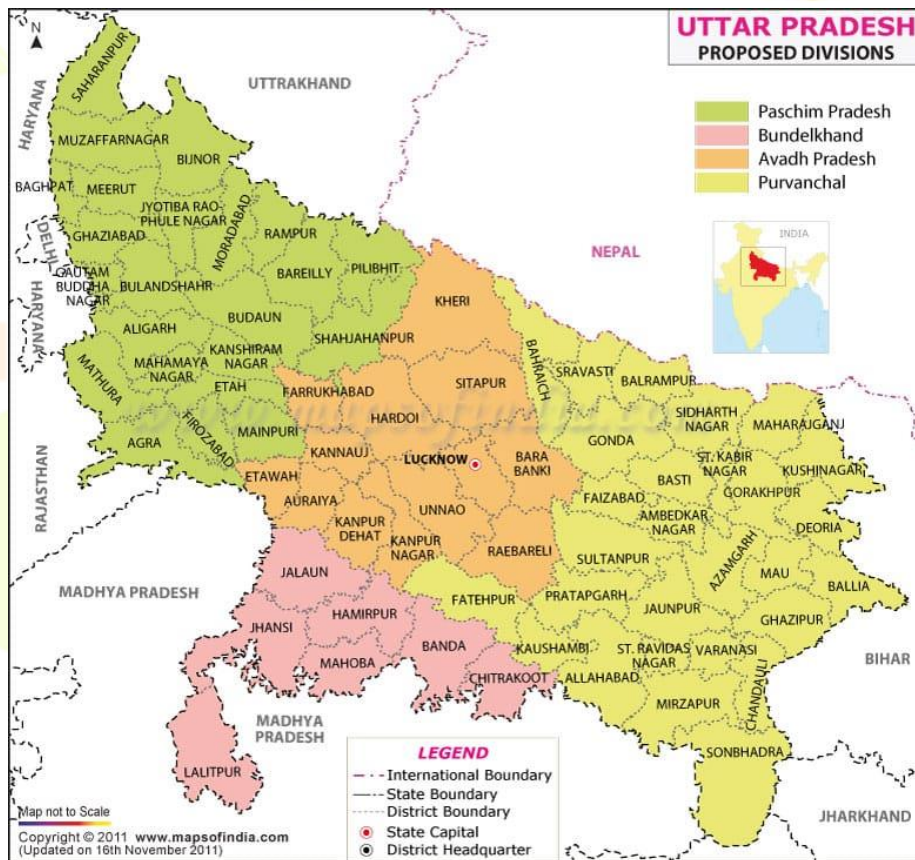 UTTAR PRADESH
PROPOSED DIVISIONS
N
Paschim Pradesh
Bundelkhand
Avadh Pradesh
Purvanchal
INDIA
HARYANA
UTTRAKHAND
NEPAL
DELHI
HARYANA
RAJASTHAN
MADHYA PRADESH
MADHYA
PRADESH
BIHAR
JHARKHAND
SAHARANPUR
MUZAFFARNAGAR
BIJNOR
BAGHPAT
MEERUT
JYOTIBA RAO-
PHULE NAGAR
MORADABAD
RAMPUR
GHAZIABAD
GAUTAM
BUDDHA
NAGAR
BULANDSHAHR
BAREILLY
PILIBHIT
BUDAUN
SHAHJAHANPUR
ALIGARH
KANSHIRAM
NAGAR
MAHAMAYA
NAGAR
MATHURA
ETAH
AGRA
FIROZABAD
MAINPURI
KHERI
SITAPUR
FARRUKHABAD
HARDOI
KANNAUJ
LUCKNOW
BARA
BANKI
ETAWAH
AURAIYA
KANPUR
DEHAT
UNNAO
KANPUR
NAGAR
RAEBARELI
BAHRAICH
SRAVASTI
BALRAMPUR
GONDA
SIDHARTH
NAGAR
MAHARAJGANJ
ST. KABIR
NAGAR
KUSHINAGAR
BASTI
GORAKHPUR
FAIZABAD
AMBEDKAR
NAGAR
DEORIA
SULTANPUR
AZAMGARH
MAU
BALLIA
FATEHPUR
PRATAPGARH
JAUNPUR
GHAZIPUR
KAUSHAMBI
ST. RAVIDAS
NAGAR
VARANASI
ALLAHABAD
CHANDAULI
MIRZAPUR
SONBHADRA
JALAUN
HAMIRPUR
JHANSI
MAHOBA
BANDA
CHITRAKOOT
LALITPUR
www.mapsofindia.com
LEGEND
International Boundary
State Boundary
District Boundary
State Capital
District Headquarter
Map not to Scale
Copyright © 2011 www.mapsofindia.com
(Updated on 16th November 2011)